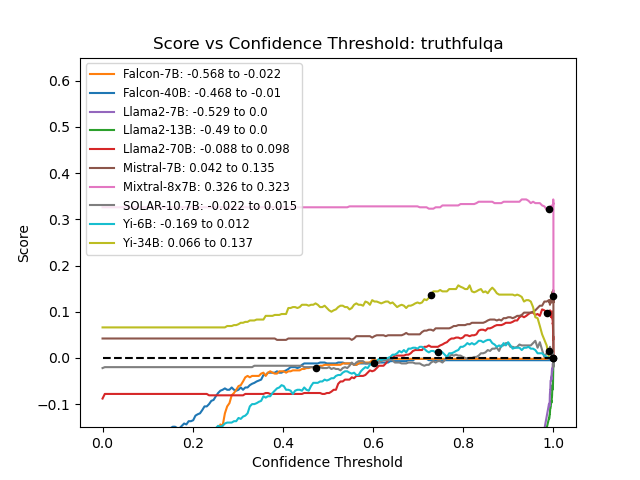 Score vs Confidence Threshold: truthfulqa
Falcon-7B: -0.568 to -0.022
Falcon-40B: -0.468 to -0.01
Llama2-7B: -0.529 to 0.0
Llama2-13B: -0.49 to 0.0
Llama2-70B: -0.088 to 0.098
Mistral-7B: 0.042 to 0.135
Mixtral-8x7B: 0.326 to 0.323
SOLAR-10.7B: -0.022 to 0.015
Yi-6B: -0.169 to 0.012
Yi-34B: 0.066 to 0.137
Score
0.6
0.5
0.4
0.3
0.2
0.1
0.0
−0.1
0.0 0.2 0.4 0.6 0.8 1.0
Confidence Threshold